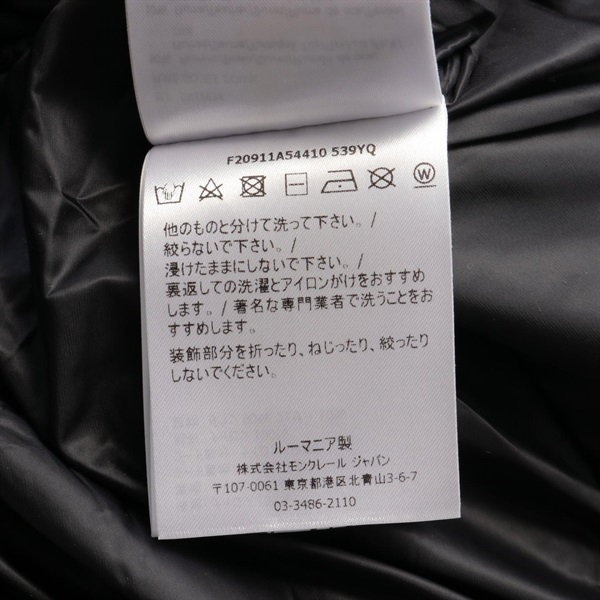 F20911A54410 539YQ
他のものと分けて洗って下さい。/
絞らないで下さい。/
浸けたままにしないで下さい。/
裏返しての洗濯とアイロンがけをおすすめ
します。/ 著名な専門業者で洗うことをお
すすめします。
装飾部分を折ったり、ねじったり、絞ったり
しないでください。
ルーマニア製
株式会社モンクレール ジャパン
〒107-0061 東京都港区北青山3-6-7
03-3486-2110